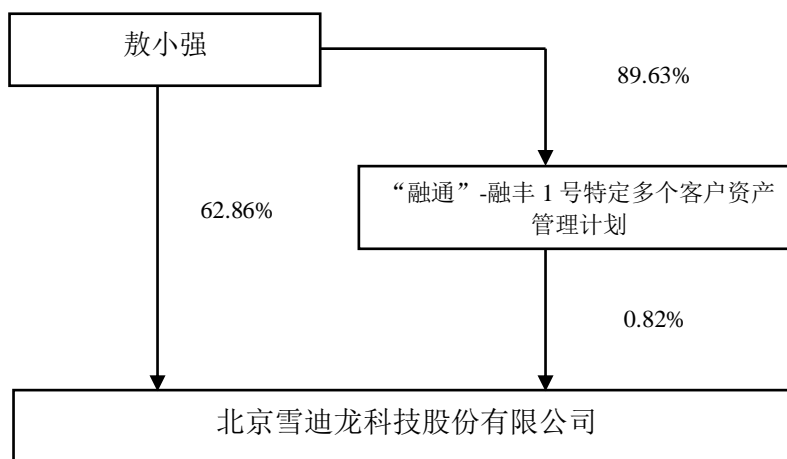 敖小强
89.63%
“融通”-融丰 1 号特定多个客户资产
管理计划
62.86%
0.82%
北京雪迪龙科技股份有限公司